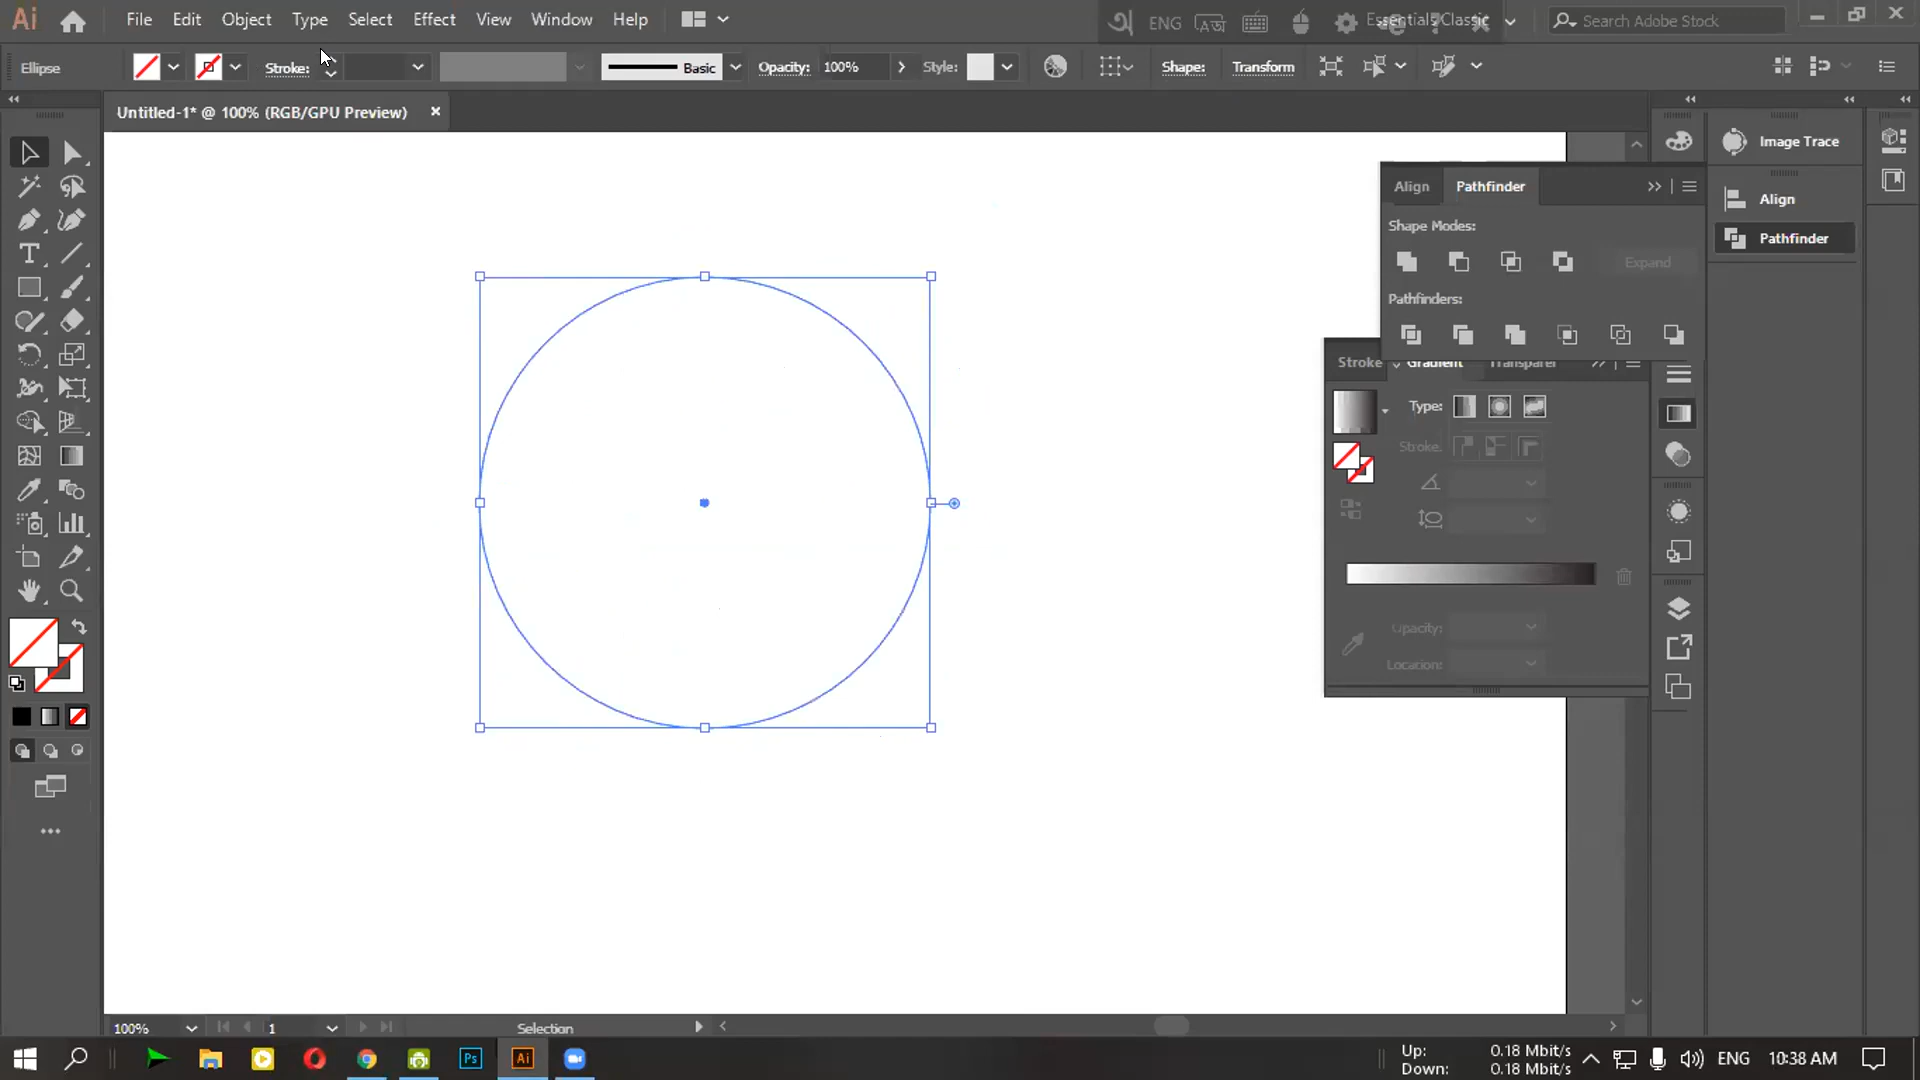 Ai File Edit Object Type Select Effect View Window Help ENG Essentials Classic Search Adobe Stock
Ellipse Stroke: Basic Opacity: 100% Style: Shape: Transform
Untitled-1* @ 100% (RGB/GPU Preview)
Image Trace
Align
Pathfinder
Align Pathfinder
Shape Modes:
Expand
Pathfinders:
Stroke Gradient Transparer
Type:
Stroke:
Opacity:
Location:
100% 1 Selection
Ps Ai Up: 0.18 Mbit/s
Down: 0.18 Mbit/s
ENG 10:38 AM